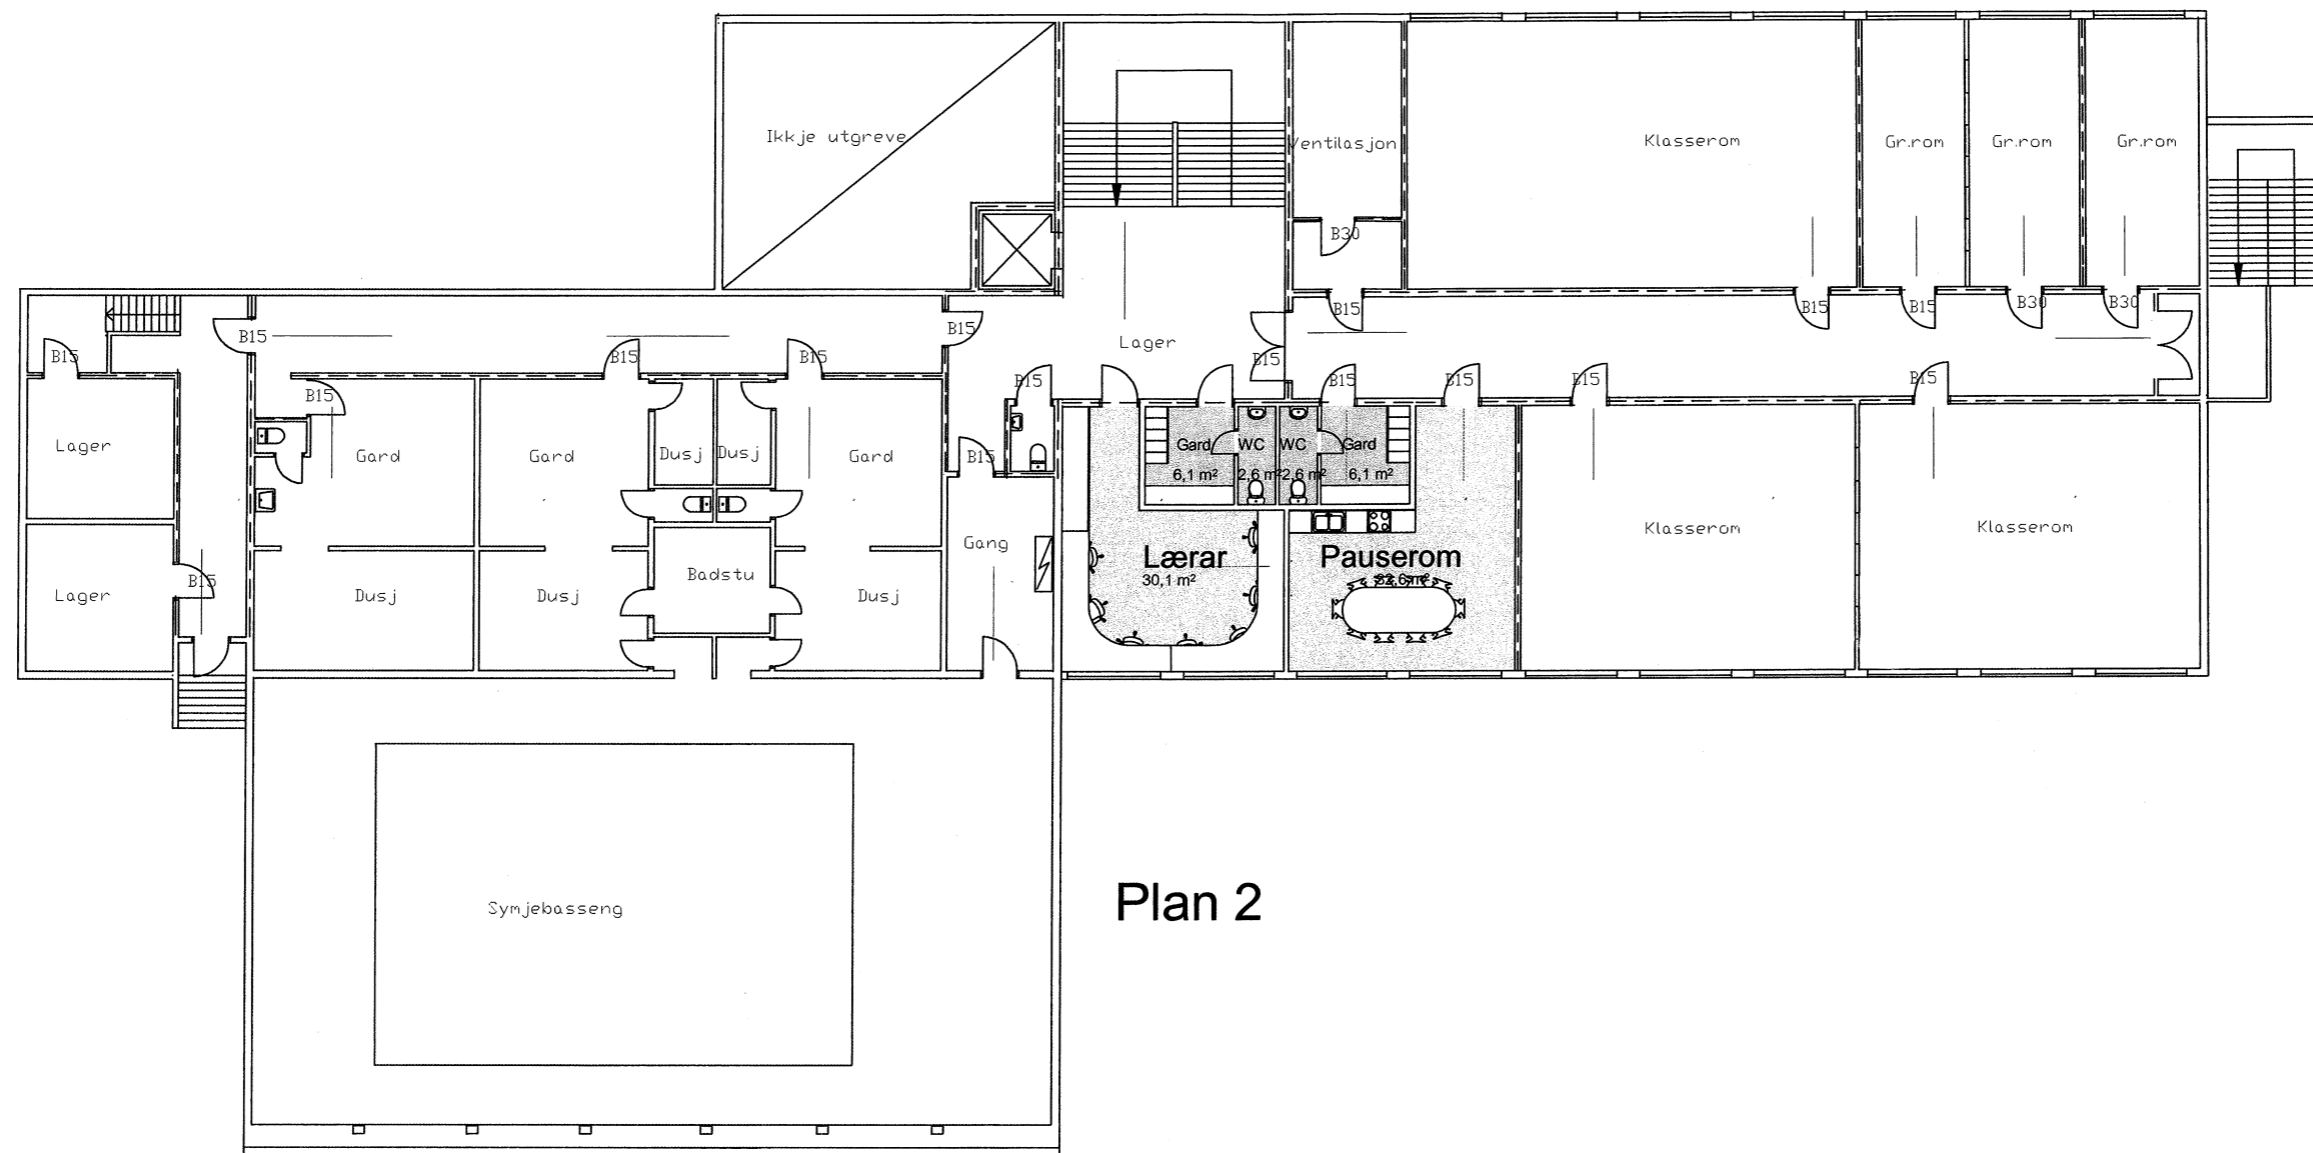 Ikkje utgreve
Ventilasjon
Klasserom
Gr.rom
Gr.rom
Gr.rom
B30
B15
B15
B15
B30
B30
B15
B15
B15
B15
B15
Lager
B15
B15
B15
B15
B15
B15
B15
Lager
Gard
Gard
Dusj
Dusj
Gard
B15
Gard
WC
WC
Gard
6,1 m²
2,6 m²
2,6 m²
6,1 m²
Gang
Klasserom
Klasserom
Lærar
30,1 m²
Pauserom
Badstu
B15
Lager
Dusj
Dusj
Dusj
Symjebasseng
Plan 2